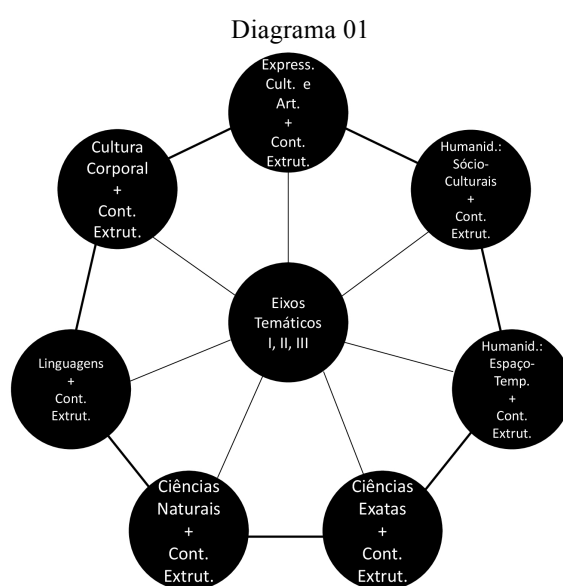 Diagrama 01
Express.
Cult. e
Art.
+
Cont.
Extrut.
Humanid.:
Sócio-
Culturais
+
Cont.
Extrut.
Humanid.:
Espaço-
Temp.
+
Cont.
Extrut.
Ciências
Exatas
+
Cont.
Extrut.
Ciências
Naturais
+
Cont.
Extrut.
Linguagens
+
Cont.
Extrut.
Cultura
Corporal
+
Cont.
Extrut.
Eixos
Temáticos
I, II, III